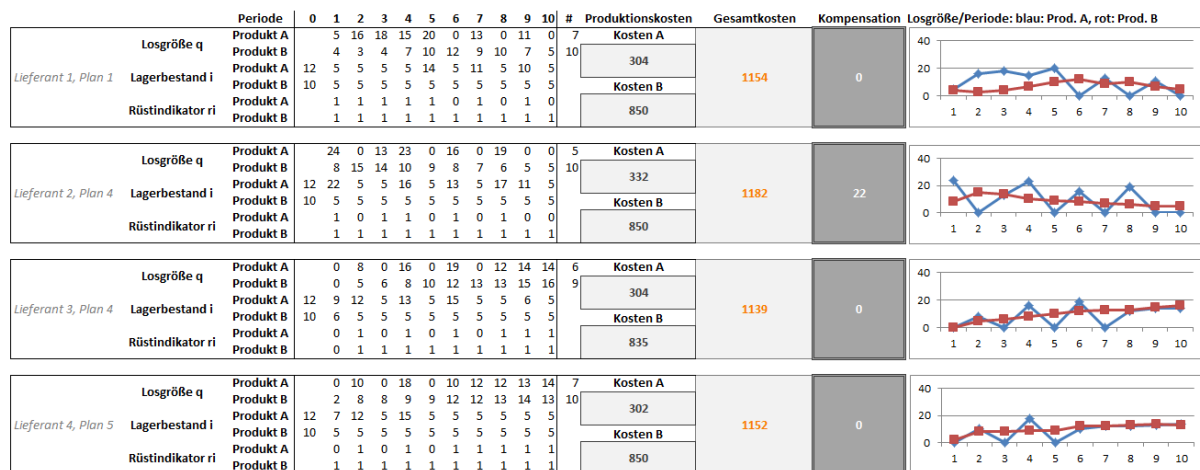 Periode 0 1 2 3 4 5 6 7 8 9 10 # Produktionskosten Gesamtkosten Kompensation Losgröße/Periode: blau: Prod. A, rot: Prod. B
Losgröße q Produkt A 5 16 18 15 20 0 13 0 11 0 7 Kosten A
Produkt B 4 3 4 7 10 12 9 10 7 5 10 304
Lieferant 1, Plan 1 Lagerbestand i Produkt A 12 5 5 5 5 14 5 11 5 10 5 1154 0
Produkt B 10 5 5 5 5 5 5 5 5 5 5 Kosten B
Rüstindikator ri Produkt A 1 1 1 1 1 0 1 0 1 0 850
Produkt B 1 1 1 1 1 1 1 1 1 1
40
20
0
1 2 3 4 5 6 7 8 9 10
Losgröße q Produkt A 24 0 13 23 0 16 0 19 0 0 5 Kosten A
Produkt B 8 15 14 10 9 8 7 6 5 5 10 332
Lieferant 2, Plan 4 Lagerbestand i Produkt A 12 22 5 5 16 5 13 5 17 11 5 1182 22
Produkt B 10 5 5 5 5 5 5 5 5 5 5 Kosten B
Rüstindikator ri Produkt A 1 0 1 1 0 1 0 1 0 0 850
Produkt B 1 1 1 1 1 1 1 1 1 1
40
20
0
1 2 3 4 5 6 7 8 9 10
Losgröße q Produkt A 0 8 0 16 0 19 0 12 14 14 6 Kosten A
Produkt B 0 5 6 8 10 12 13 13 15 16 9 304
Lieferant 3, Plan 4 Lagerbestand i Produkt A 12 9 12 5 13 5 15 5 5 6 5 1139 0
Produkt B 10 6 5 5 5 5 5 5 5 5 5 Kosten B
Rüstindikator ri Produkt A 0 1 0 1 0 1 0 1 1 1 835
Produkt B 0 1 1 1 1 1 1 1 1 1
40
20
0
1 2 3 4 5 6 7 8 9 10
Losgröße q Produkt A 0 10 0 18 0 10 12 12 13 14 7 Kosten A
Produkt B 2 8 8 9 9 12 12 13 14 13 10 302
Lieferant 4, Plan 5 Lagerbestand i Produkt A 12 7 12 5 15 5 5 5 5 5 5 1152 0
Produkt B 10 5 5 5 5 5 5 5 5 5 5 Kosten B
Rüstindikator ri Produkt A 0 1 0 1 0 1 1 1 1 1 850
Produkt B 1 1 1 1 1 1 1 1 1 1
40
20
0
1 2 3 4 5 6 7 8 9 10